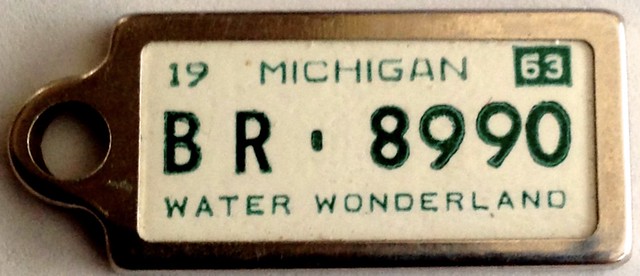 19 MICHIGAN 63
BR·8990
WATER WONDERLAND